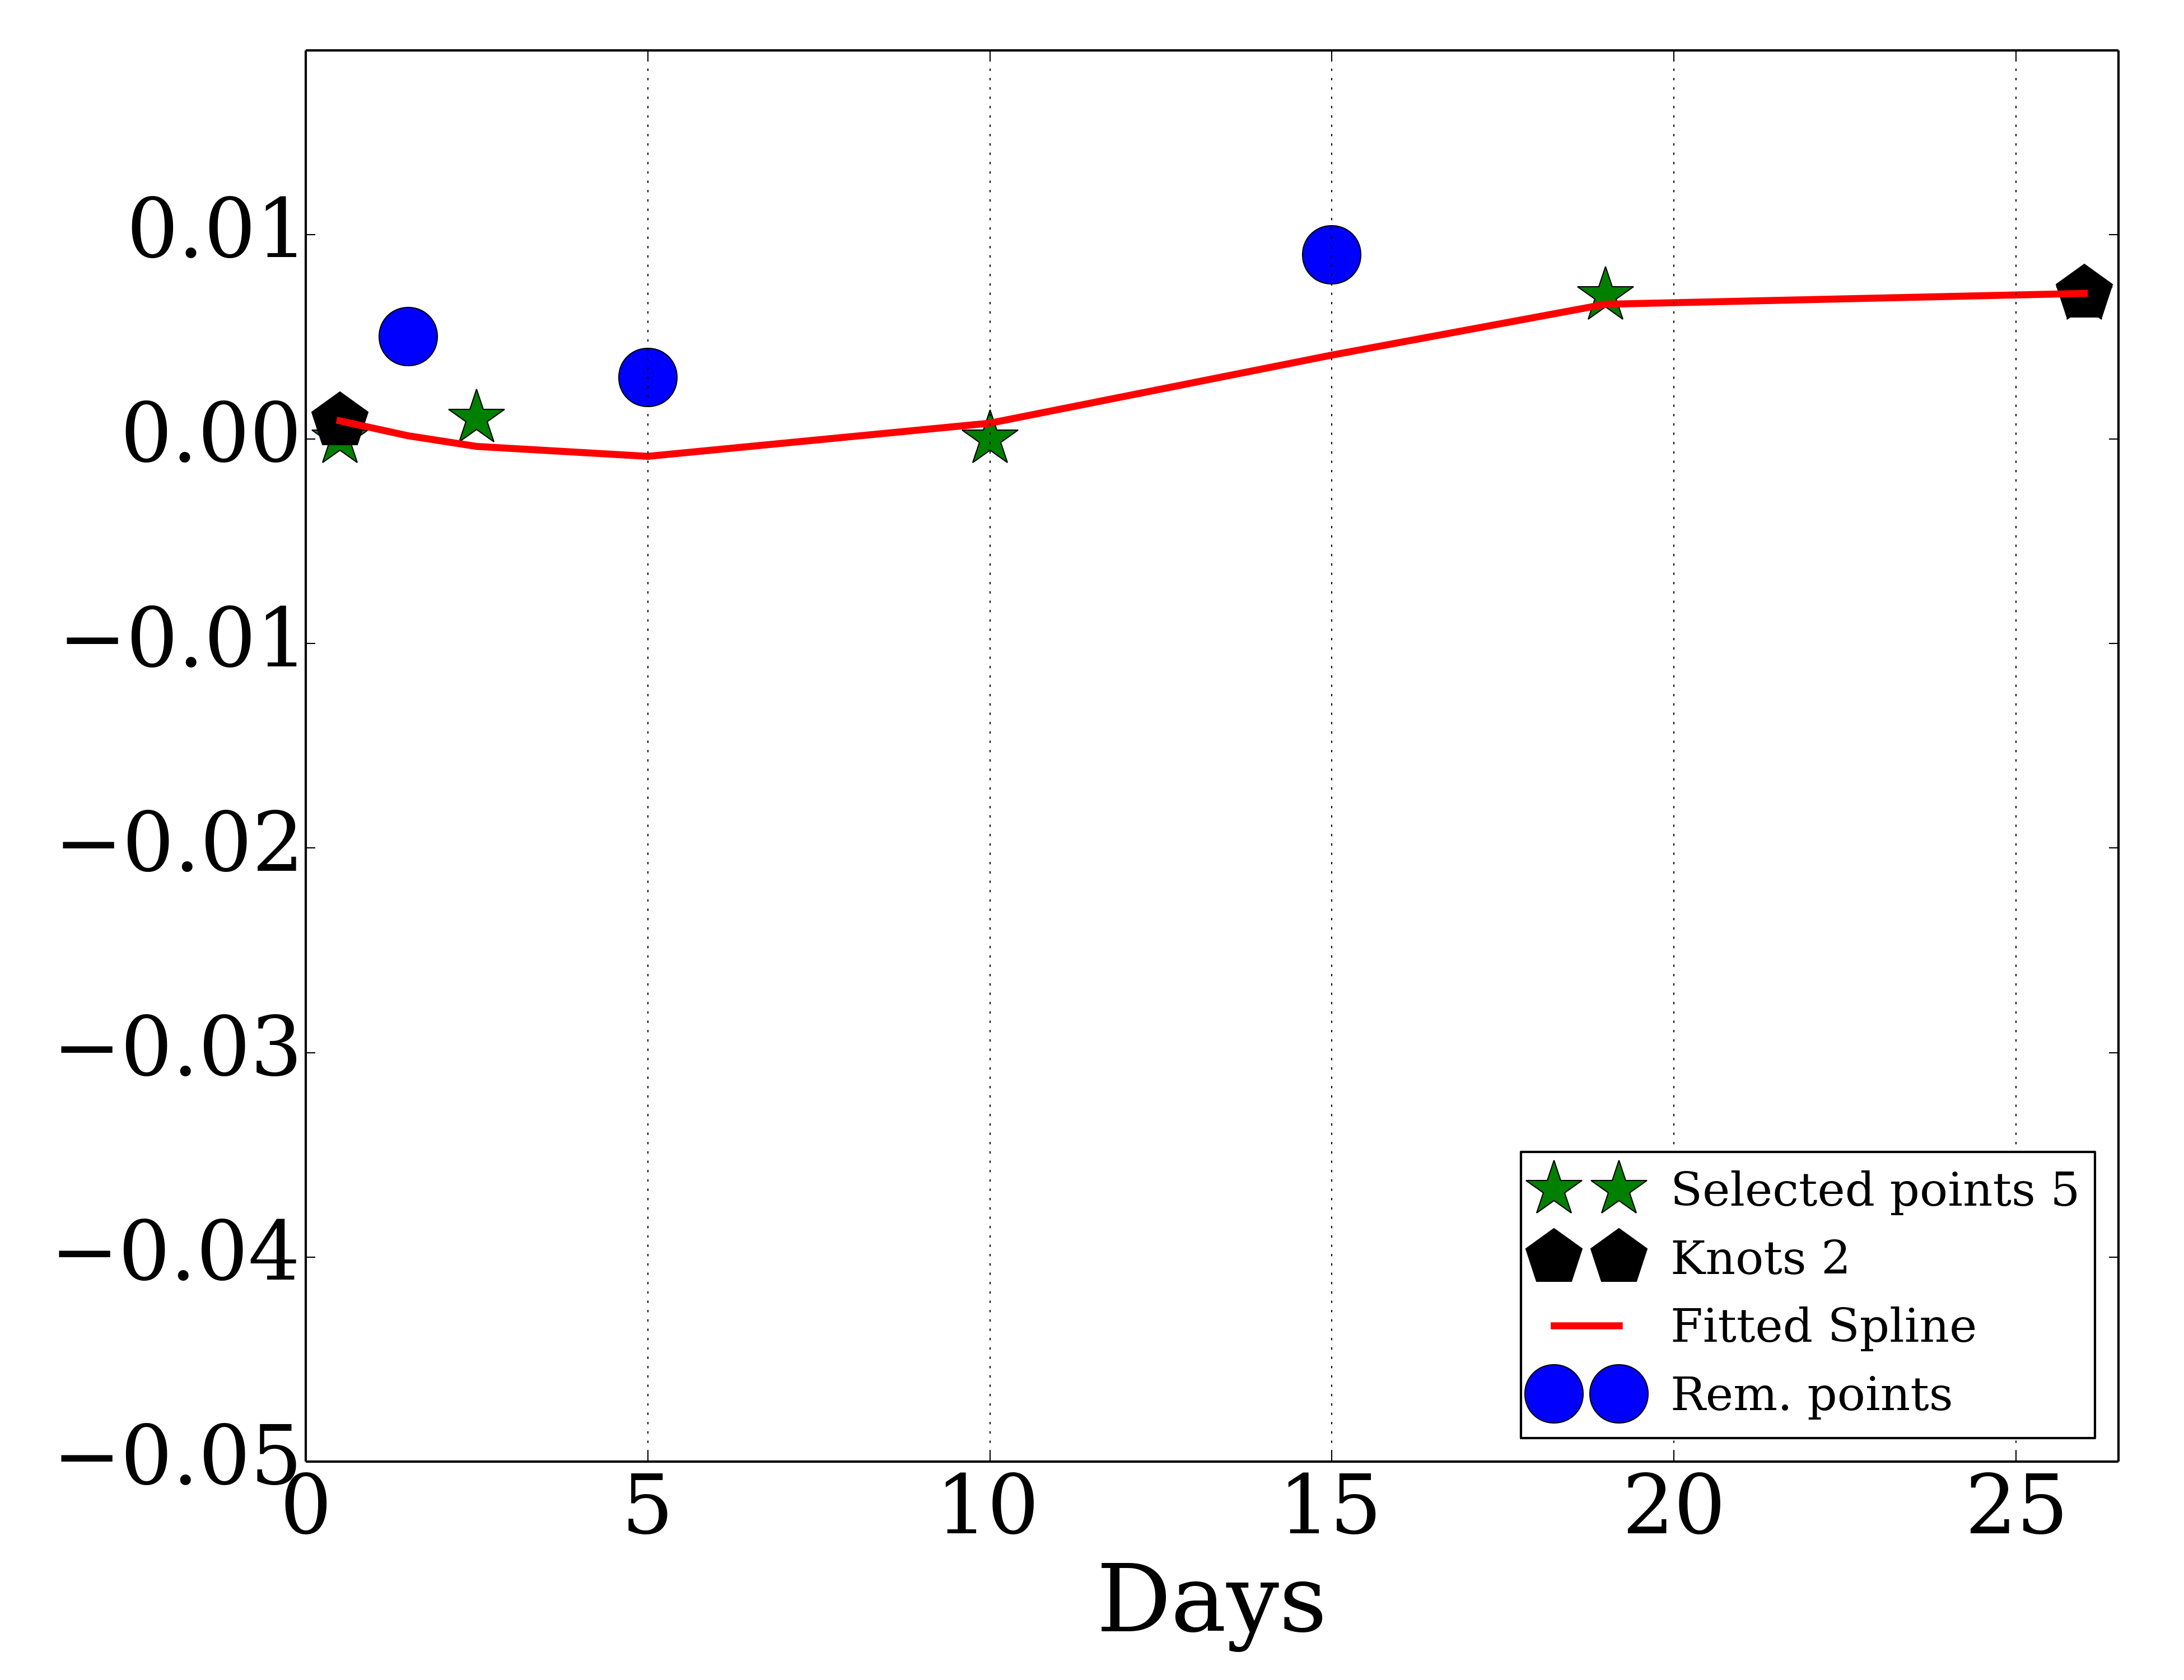 0.01
0.00
−0.01
−0.02
−0.03
−0.04
−0.05
0 5 10 15 20 25
Days
Selected points 5
Knots 2
Fitted Spline
Rem. points